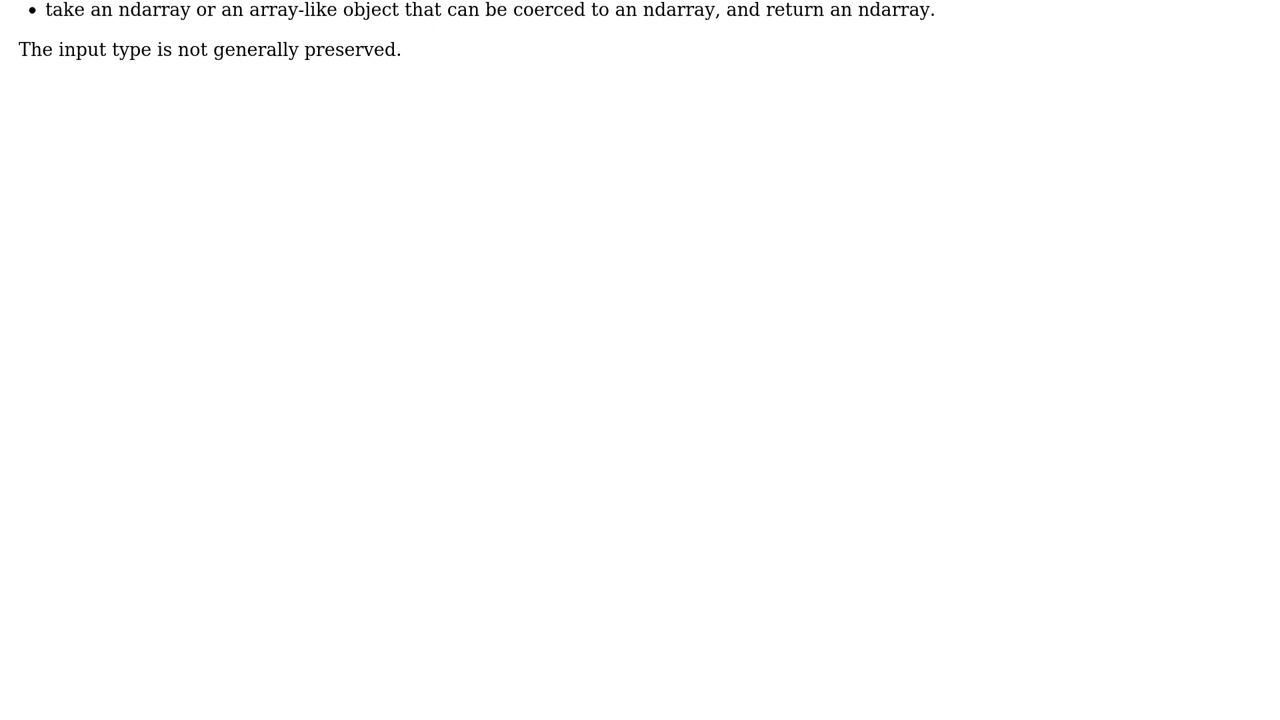 • take an ndarray or an array-like object that can be coerced to an ndarray, and return an ndarray.
The input type is not generally preserved.